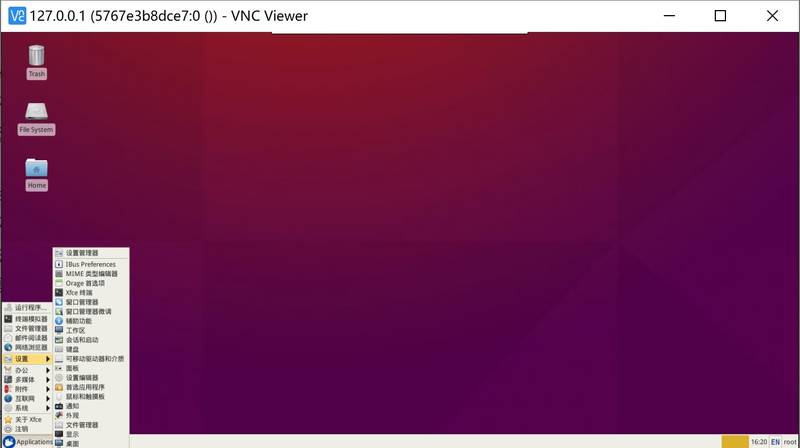 127.0.0.1 (5767e3b8dce7:0 ()) - VNC Viewer
Trash
File System
Home
设置管理器
IBus Preferences
MIME 类型编辑器
Orage 首选项
Xfce 终端
窗口管理器
窗口管理器微调
辅助功能
工作区
会话和启动
键盘
可移动驱动器和介质
面板
设置编辑器
首选应用程序
鼠标和触摸板
通知
外观
文件管理器
显示
桌面
运行程序...
终端模拟器
文件管理器
邮件阅读器
网络浏览器
设置
办公
多媒体
附件
互联网
系统
关于 Xfce
注销
Applications
16:20 EN root